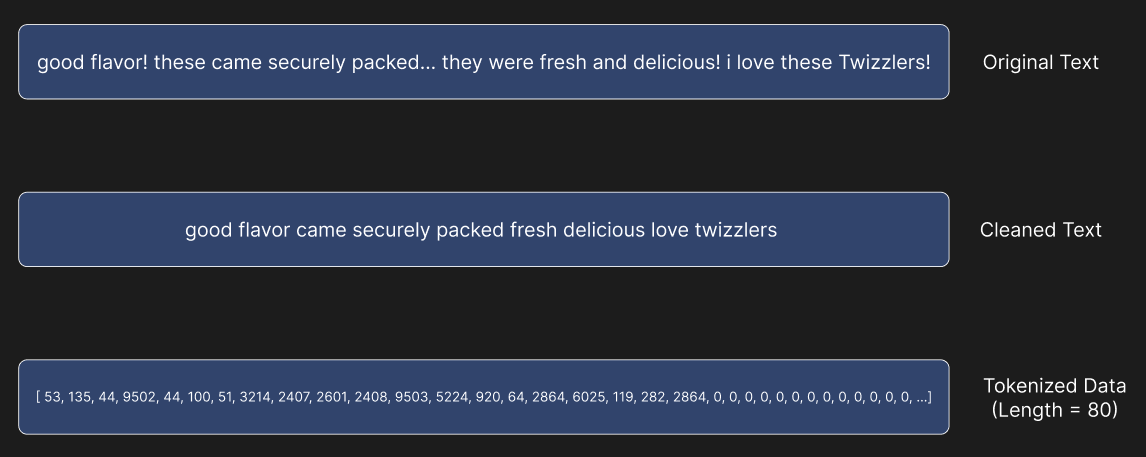 good flavor! these came securely packed... they were fresh and delicious! i love these Twizzlers!
Original Text
good flavor came securely packed fresh delicious love twizzlers
Cleaned Text
[ 53, 135, 44, 9502, 44, 100, 51, 3214, 2407, 2601, 2408, 9503, 5224, 920, 64, 2864, 6025, 119, 282, 2864, 0, 0, 0, 0, 0, 0, 0, 0, 0, 0, 0, 0, 0, ...]
Tokenized Data
(Length = 80)